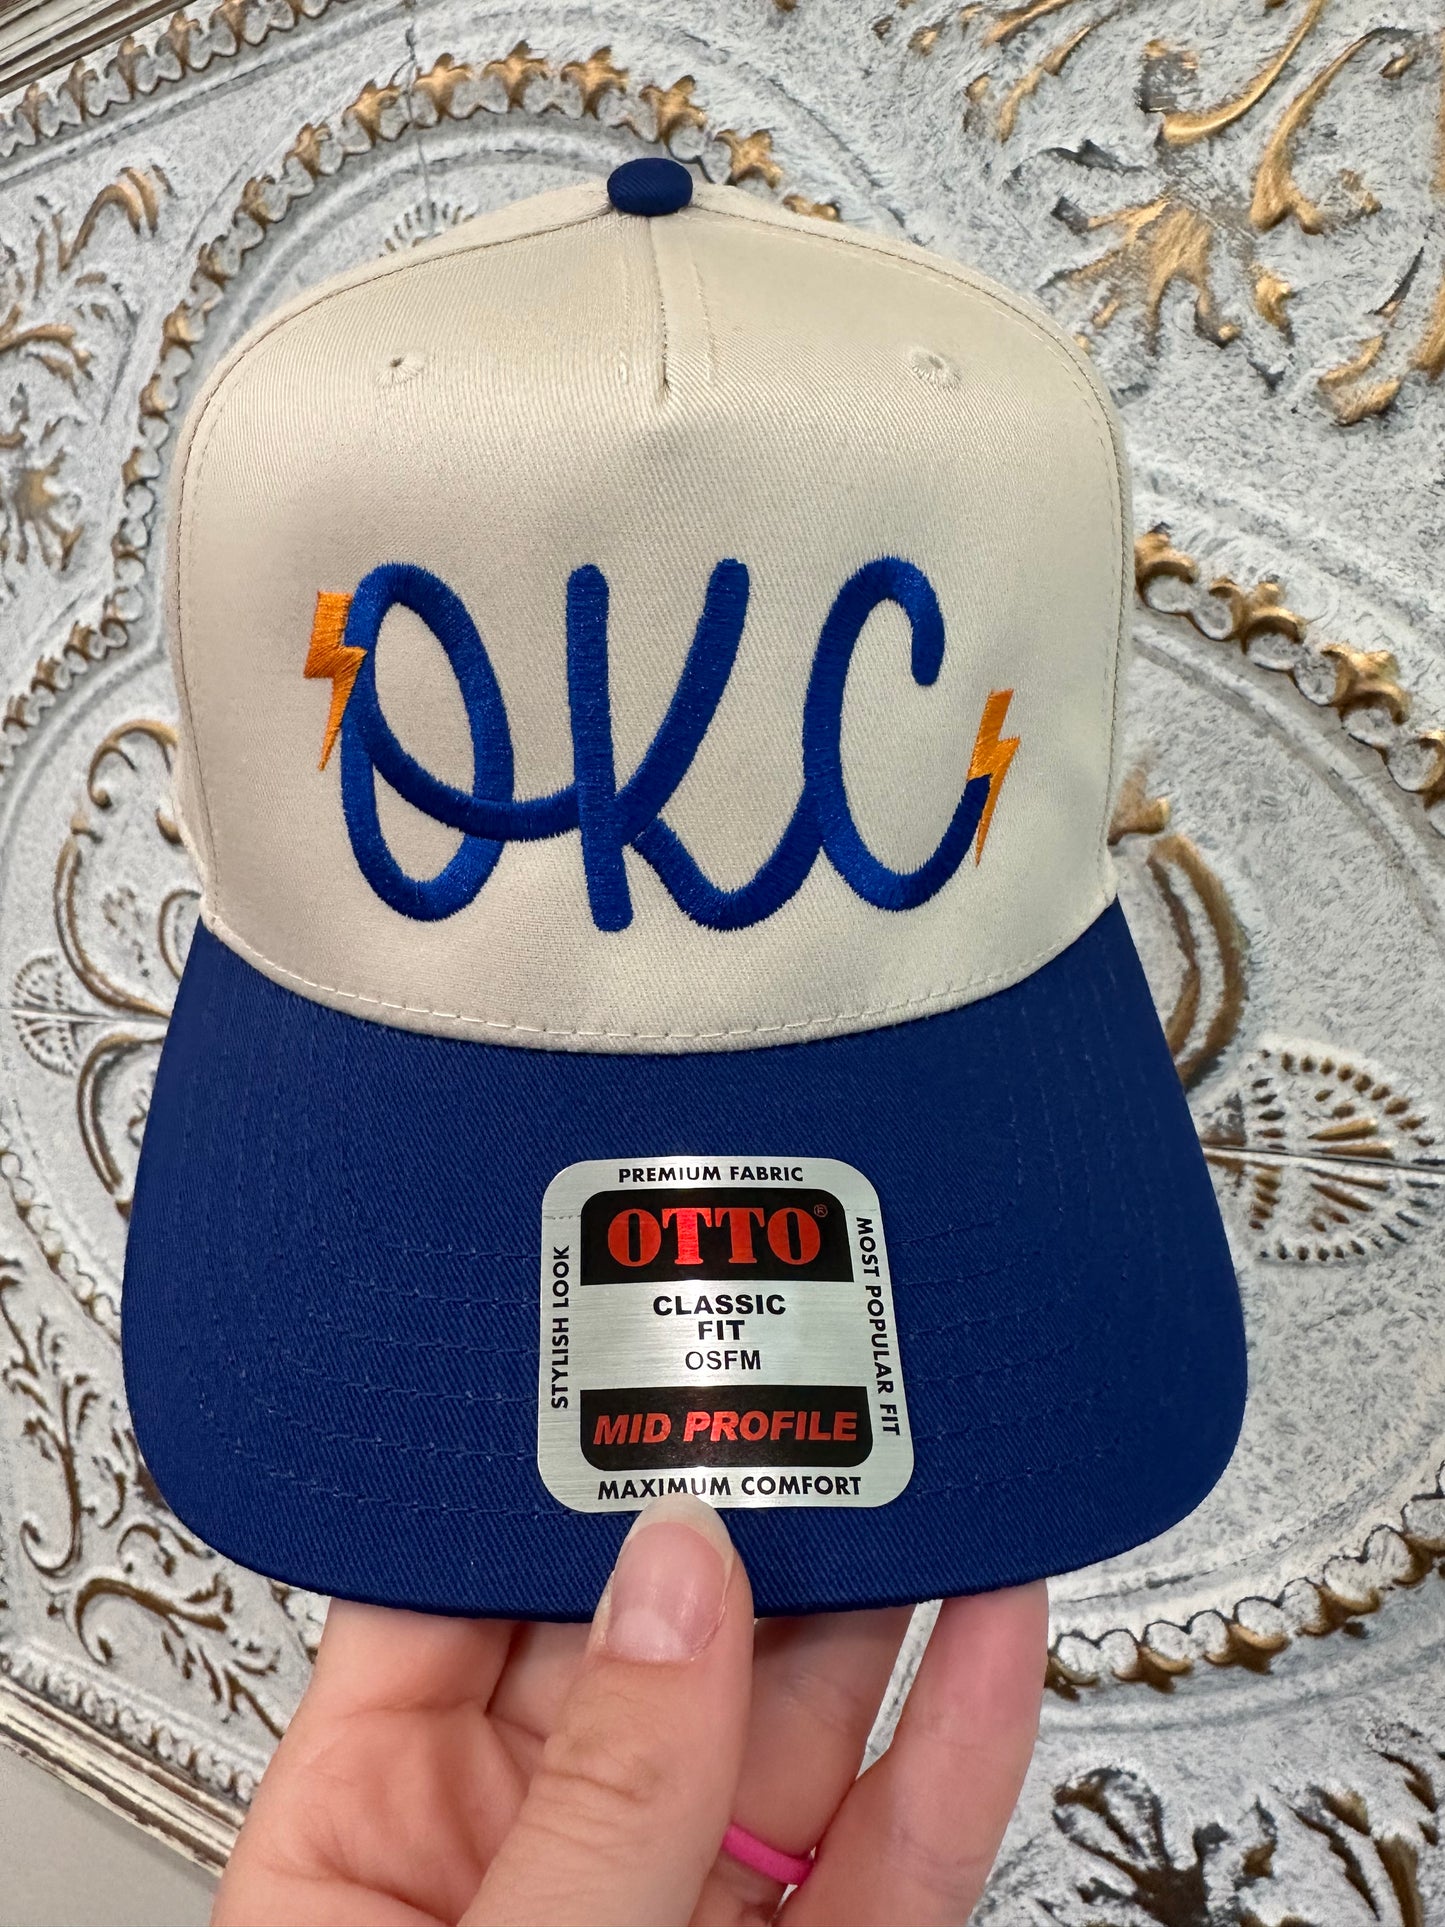 OKC
PREMIUM FABRIC
OTTO®
CLASSIC
FIT
OSFM
MID PROFILE
MAXIMUM COMFORT
STYLISH LOOK
MOST POPULAR FIT